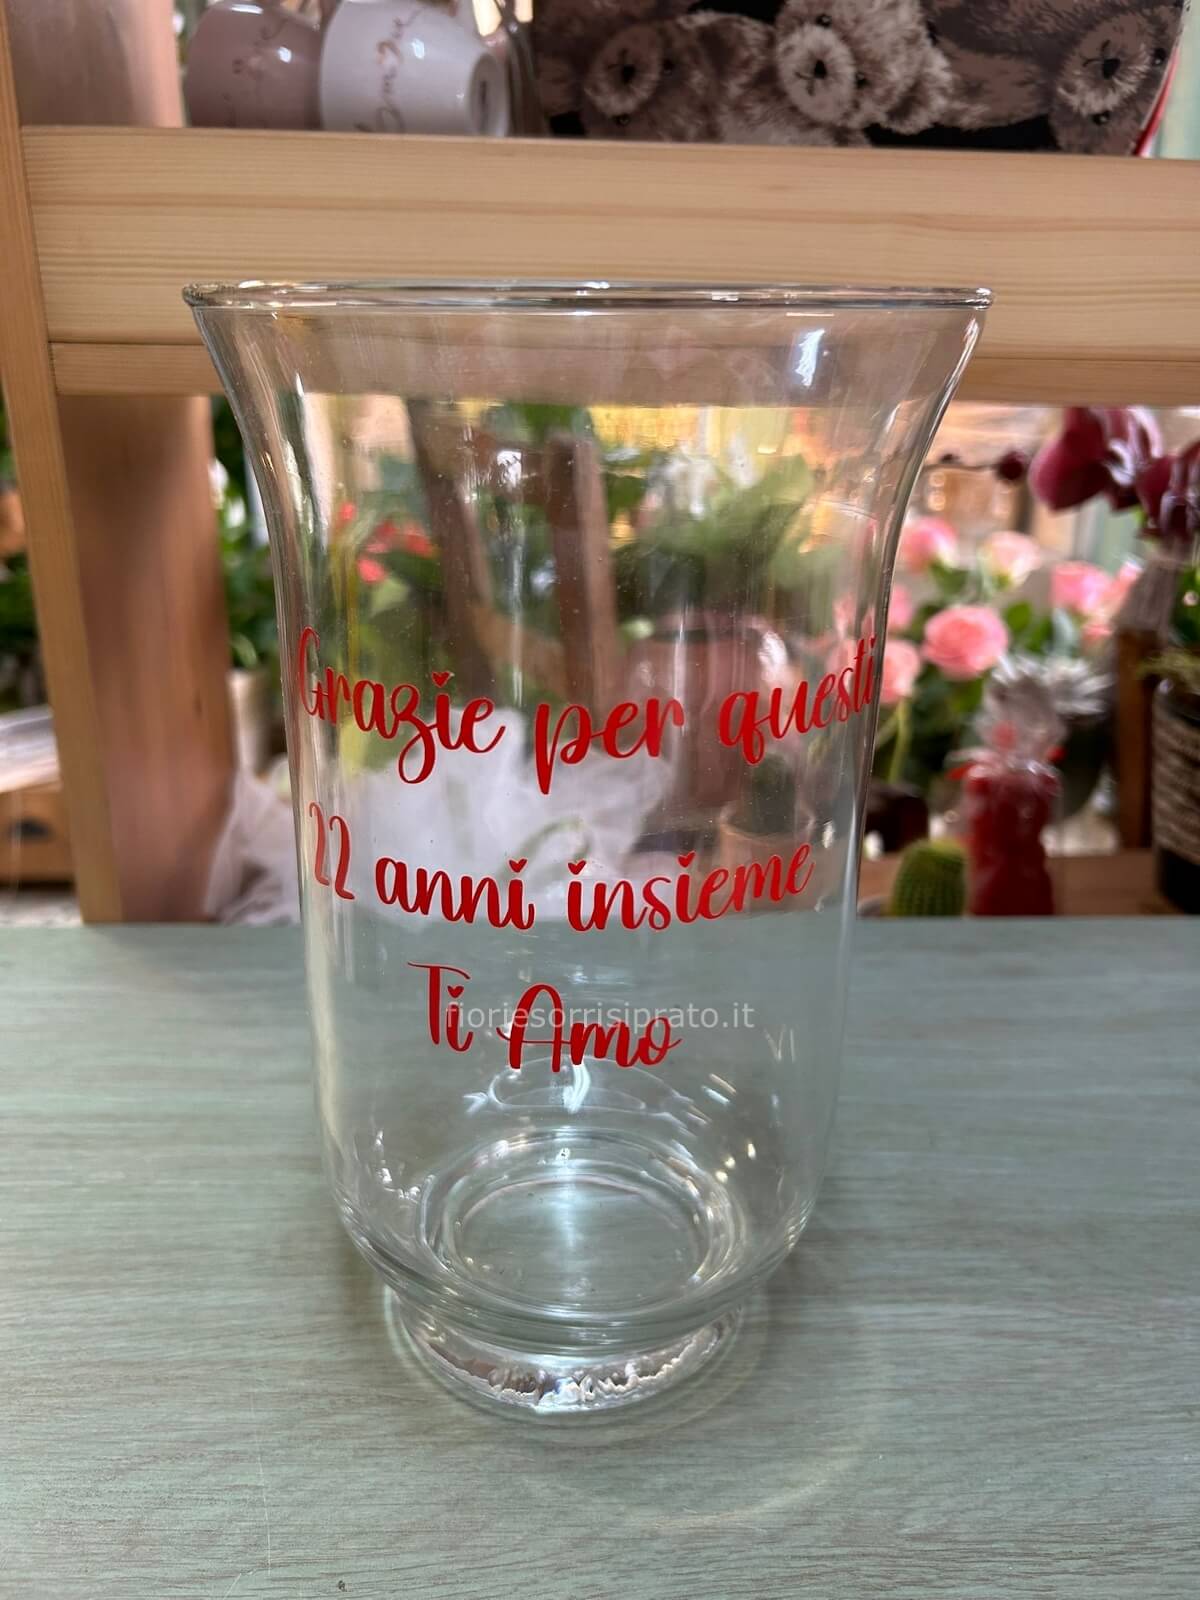 Grazie per questi
22 anni insieme
Ti Amo
fioriesorrisiprato.it